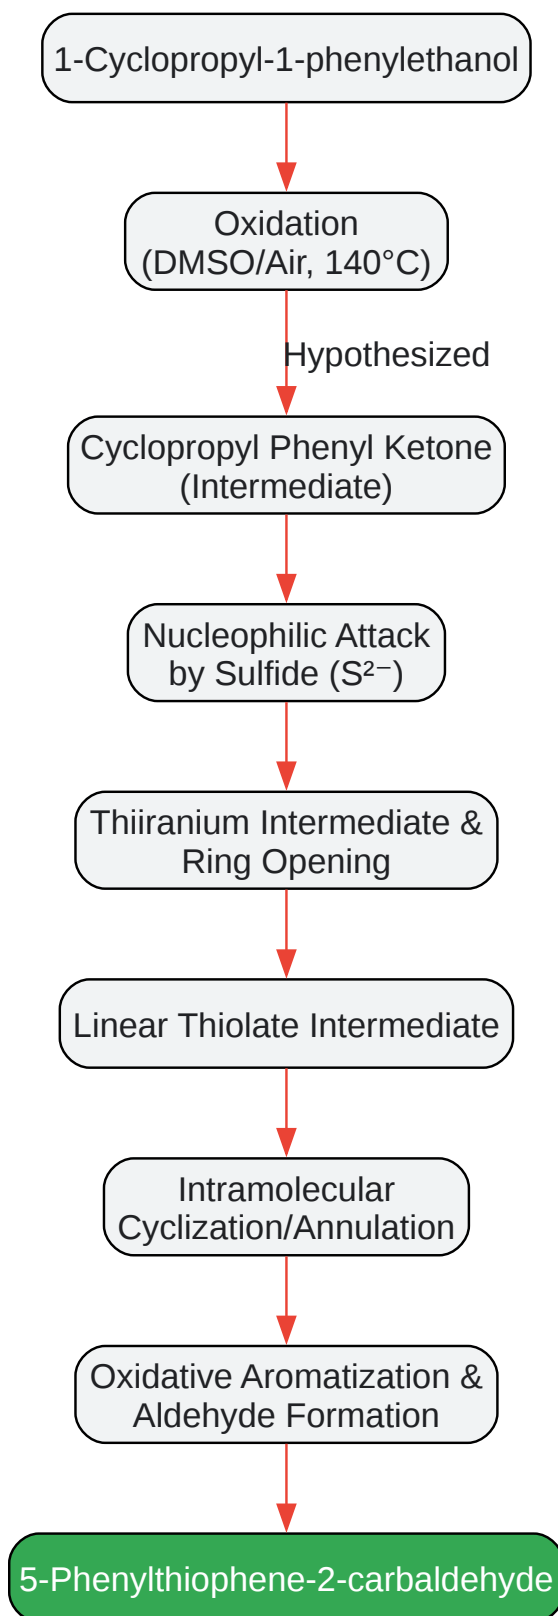 1-Cyclopropyl-1-phenylethanol
Oxidation
(DMSO/Air, 140°C)
Hypothesized
Cyclopropyl Phenyl Ketone
(Intermediate)
Nucleophilic Attack
by Sulfide (S²⁻)
Thiiranium Intermediate &
Ring Opening
Linear Thiolate Intermediate
Intramolecular
Cyclization/Annulation
Oxidative Aromatization &
Aldehyde Formation
5-Phenylthiophene-2-carbaldehyde